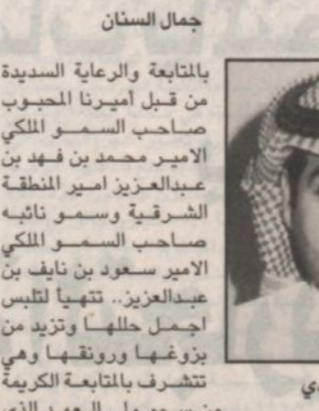 جمال السنان
بالمتابعة والرعاية السديدة
من قبل أميرنا المحبوب
صاحب السمو الملكي
الامير محمد بن فهد بن
عبدالعزيز امير المنطقة
الشرقية وسمو نائبه
صاحب السمو الملكي
الامير سعود بن نايف بن
عبدالعزيز.. تتهيأ لتلبس
اجمل حللها وتزيد من
بزوغها ورونقها وهي
تتشرف بالمتابعة الكريمة